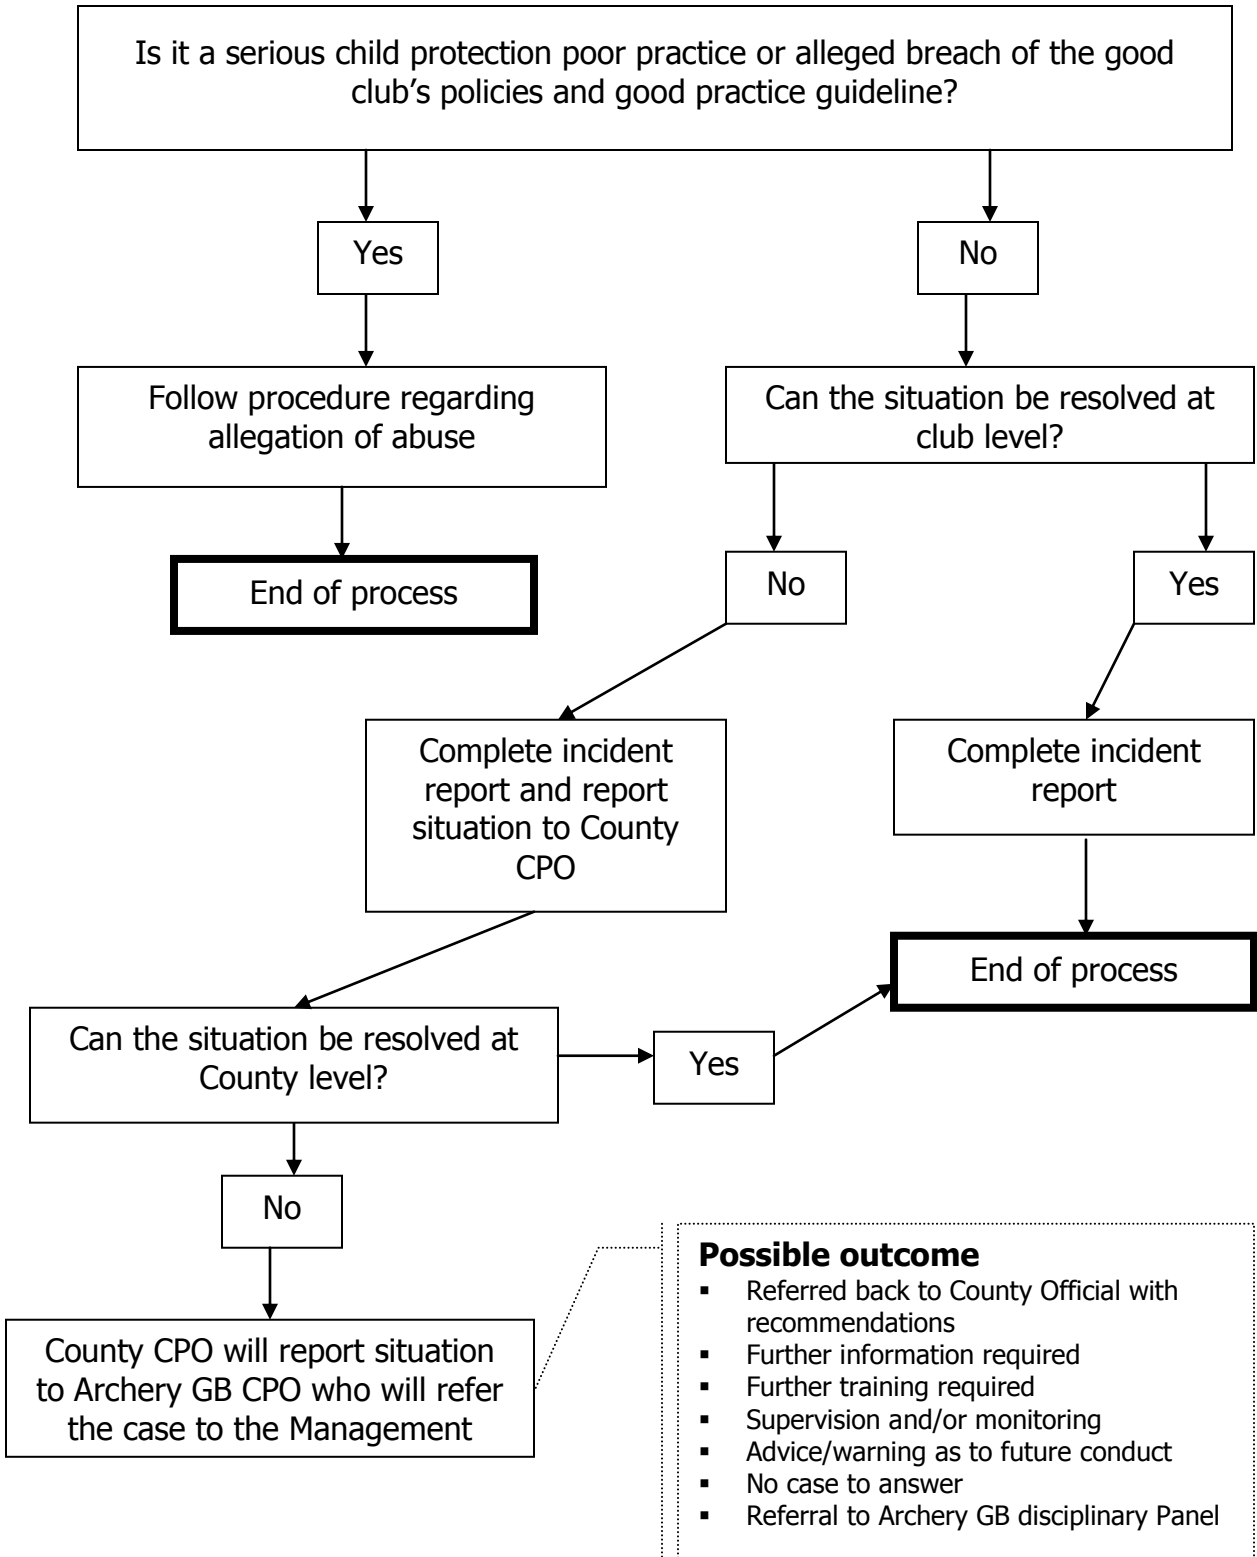 Is it a serious child protection poor practice or alleged breach of the good
club's policies and good practice guideline?
Yes
No
Follow procedure regarding
allegation of abuse
Can the situation be resolved at
club level?
End of process
No
Yes
Complete incident
report and report
situation to County
CPO
Complete incident
report
End of process
Can the situation be resolved at
County level?
Yes
No
County CPO will report situation
to Archery GB CPO who will refer
the case to the Management
Possible outcome
▪ Referred back to County Official with
recommendations
▪ Further information required
▪ Further training required
▪ Supervision and/or monitoring
▪ Advice/warning as to future conduct
▪ No case to answer
▪ Referral to Archery GB disciplinary Panel